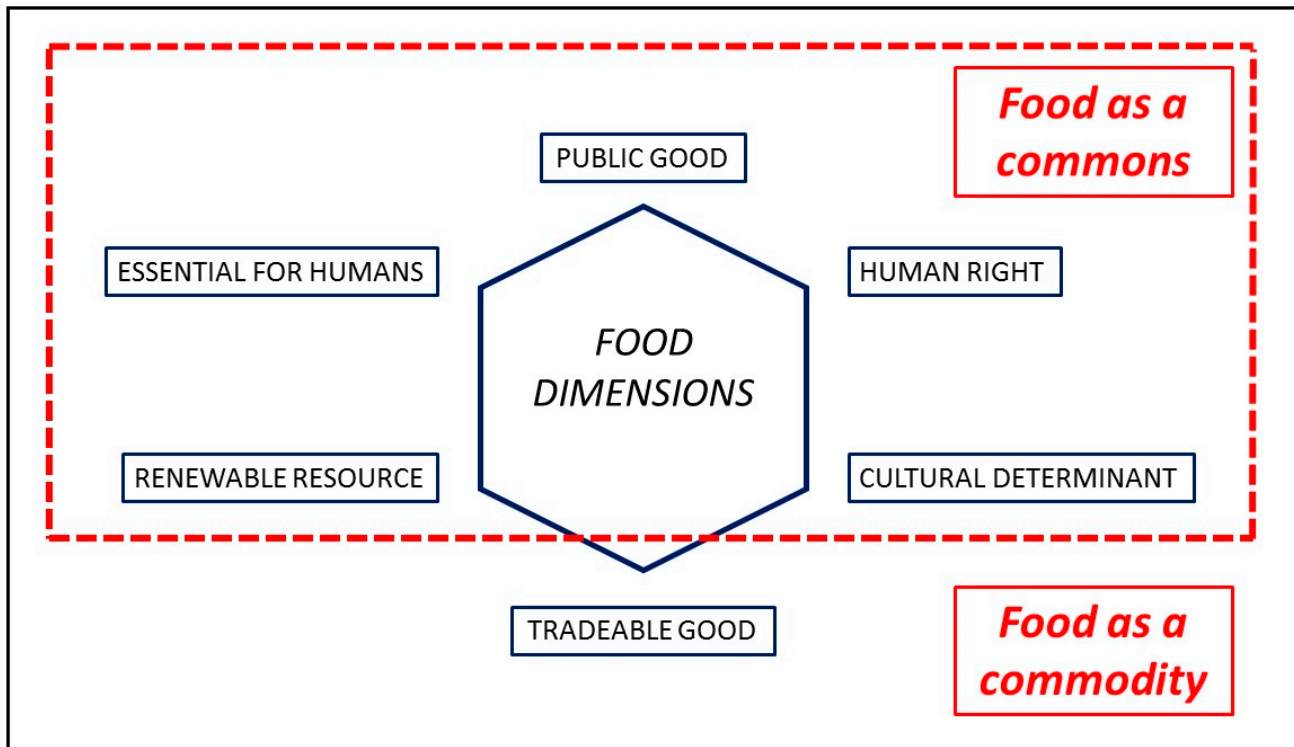 Food as a
commons
PUBLIC GOOD
ESSENTIAL FOR HUMANS
HUMAN RIGHT
FOOD
DIMENSIONS
RENEWABLE RESOURCE
CULTURAL DETERMINANT
TRADEABLE GOOD
Food as a
commodity